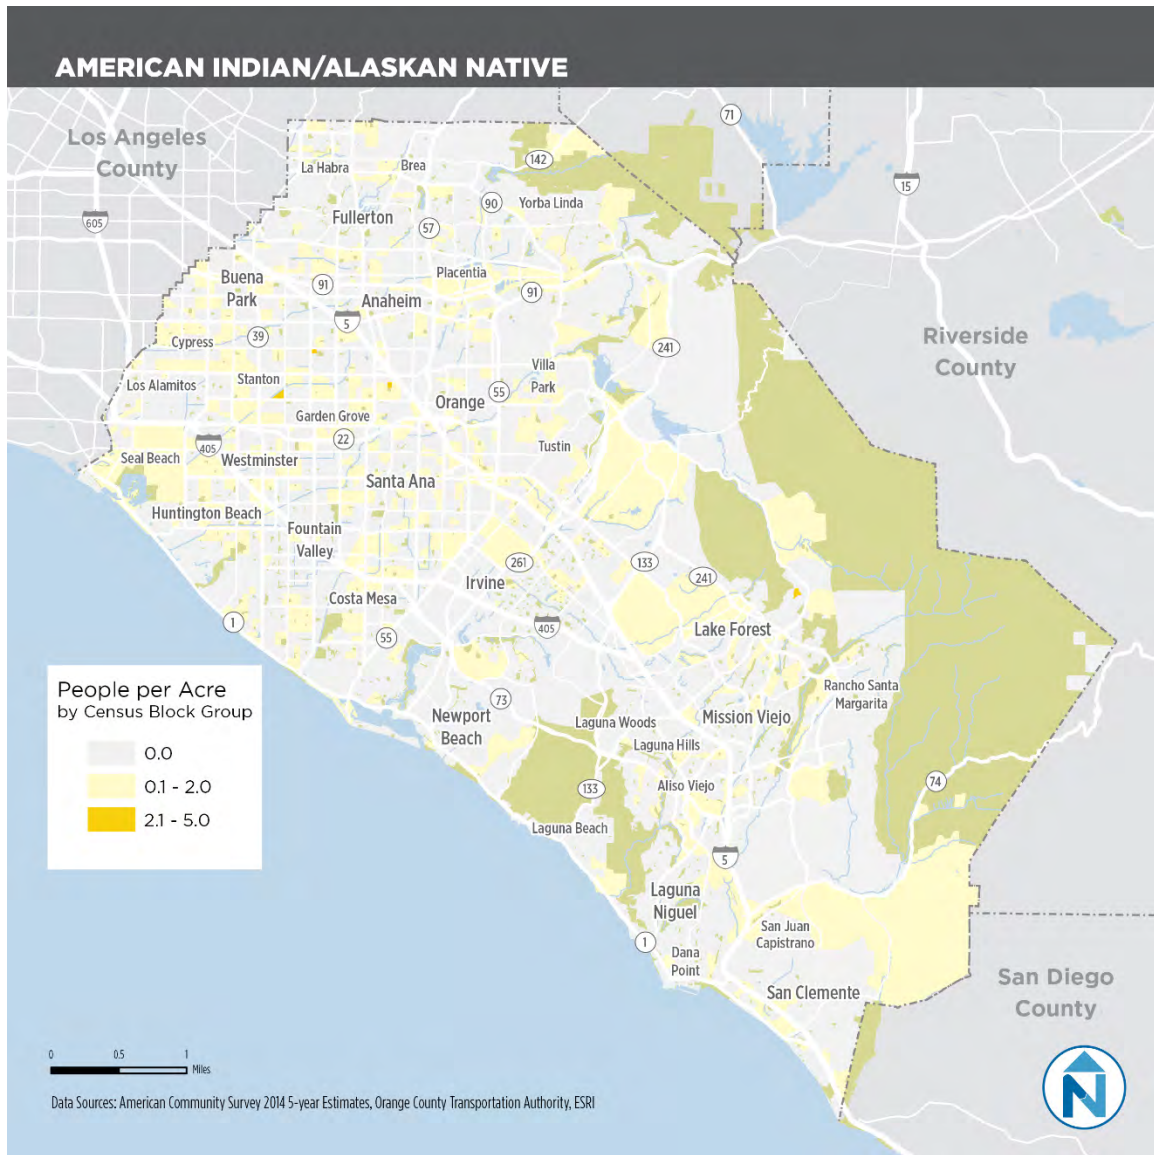 AMERICAN INDIAN/ALASKAN NATIVE
Los Angeles
County
71
142
La Habra
Brea
15
605
90
Yorba Linda
Fullerton
57
Placentia
Buena
Park
91
91
Anaheim
5
39
Cypress
Riverside
County
241
Villa
Park
Los Alamitos
Stanton
55
Orange
Garden Grove
22
405
Tustin
Seal Beach
Westminster
Santa Ana
Huntington Beach
Fountain
Valley
261
133
Irvine
241
Costa Mesa
1
55
405
Lake Forest
People per Acre
by Census Block Group
0.0
0.1 - 2.0
2.1 - 5.0
Rancho Santa
Margarita
73
Newport
Beach
Laguna Woods
Mission Viejo
Laguna Hills
133
Aliso Viejo
74
Laguna Beach
5
Laguna
Niguel
San Juan
Capistrano
1
Dana
Point
San Clemente
San Diego
County
0 0.5 1
Miles
N
Data Sources: American Community Survey 2014 5-year Estimates, Orange County Transportation Authority, ESRI